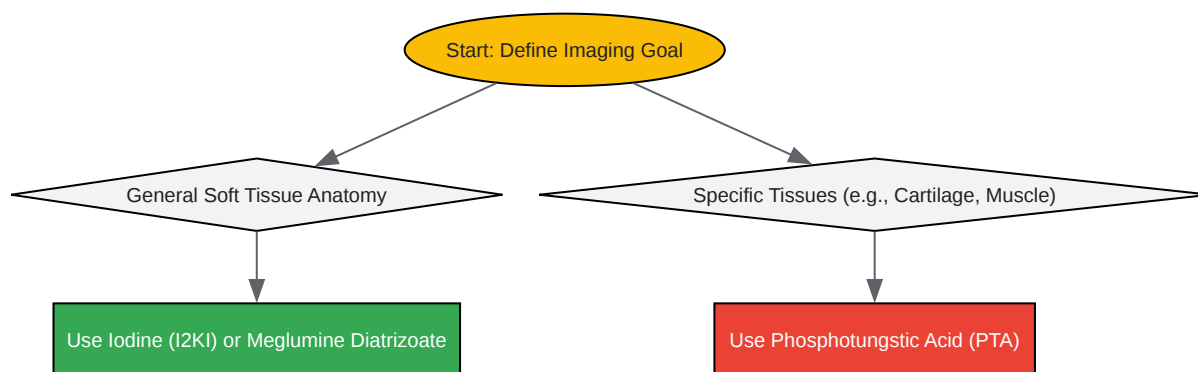 Start: Define Imaging Goal
General Soft Tissue Anatomy
Specific Tissues (e.g., Cartilage, Muscle)
Use Iodine (I2KI) or Meglumine Diatrizoate
Use Phosphotungstic Acid (PTA)